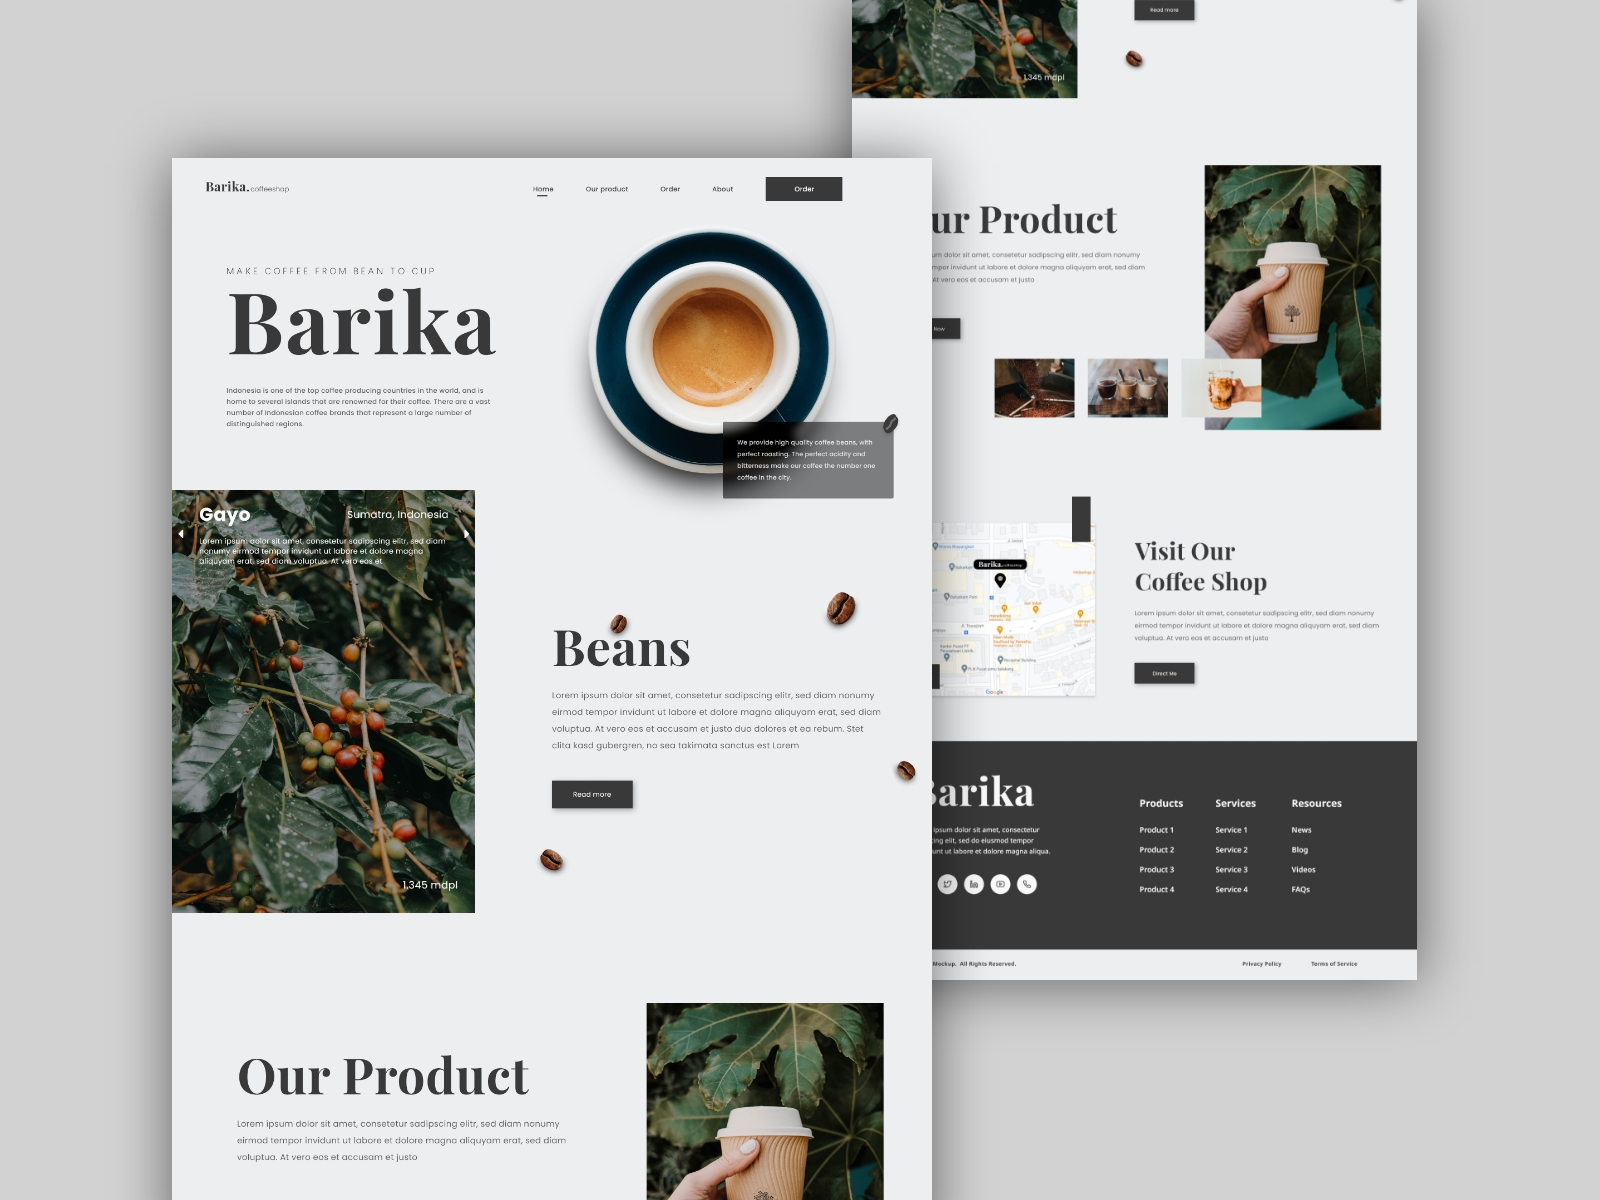 Barika.coffeeshop
Home
Our product
Order
About
Order
MAKE COFFEE FROM BEAN TO CUP
Barika
Indonesia is one of the top coffee producing countries in the world, and is
home to several islands that are renowned for their coffee. There are a vast
number of Indonesian coffee brands that represent a large number of
distinguished regions.
We provide high quality coffee beans, with
perfect roasting. The perfect acidity and
bitterness make our coffee the number one
coffee in the city.
Gayo
Sumatra, Indonesia
Lorem ipsum dolor sit amet, consetetur sadipscing elitr, sed diam
nonumy eirmod tempor invidunt ut labore et dolore magna
aliquyam erat, sed diam voluptua. At vero eos et
1.345 mdpl
Beans
Lorem ipsum dolor sit amet, consetetur sadipscing elitr, sed diam nonumy
eirmod tempor invidunt ut labore et dolore magna aliquyam erat, sed diam
voluptua. At vero eos et accusam et justo duo dolores et ea rebum. Stet
clita kasd gubergren, no sea takimata sanctus est Lorem
Read more
Our Product
Lorem ipsum dolor sit amet, consetetur sadipscing elitr, sed diam nonumy
eirmod tempor invidunt ut labore et dolore magna aliquyam erat, sed diam
voluptua. At vero eos et accusam et justo
Read more
1.345 mdpl
ur Product
um dolor sit amet, consetetur sadipscing elitr, sed diam nonumy
mpor invidunt ut labore et dolore magna aliquyam erat, sed diam
At vero eos et accusam et justo
Now
Barika.
Google
Visit Our
Coffee Shop
Lorem ipsum dolor sit amet, consetetur sadipscing elitr, sed diam nonumy
eirmod tempor invidunt ut labore et dolore magna aliquyam erat, sed diam
voluptua. At vero eos et accusam et justo
Direct Me
Barika
ipsum dolor sit amet, consectetur
cing elit, sed do eiusmod tempor
unt ut labore et dolore magna aliqua.
Products
Product 1
Product 2
Product 3
Product 4
Services
Service 1
Service 2
Service 3
Service 4
Resources
News
Blog
Videos
FAQs
Mockup. All Rights Reserved.
Privacy Policy
Terms of Service